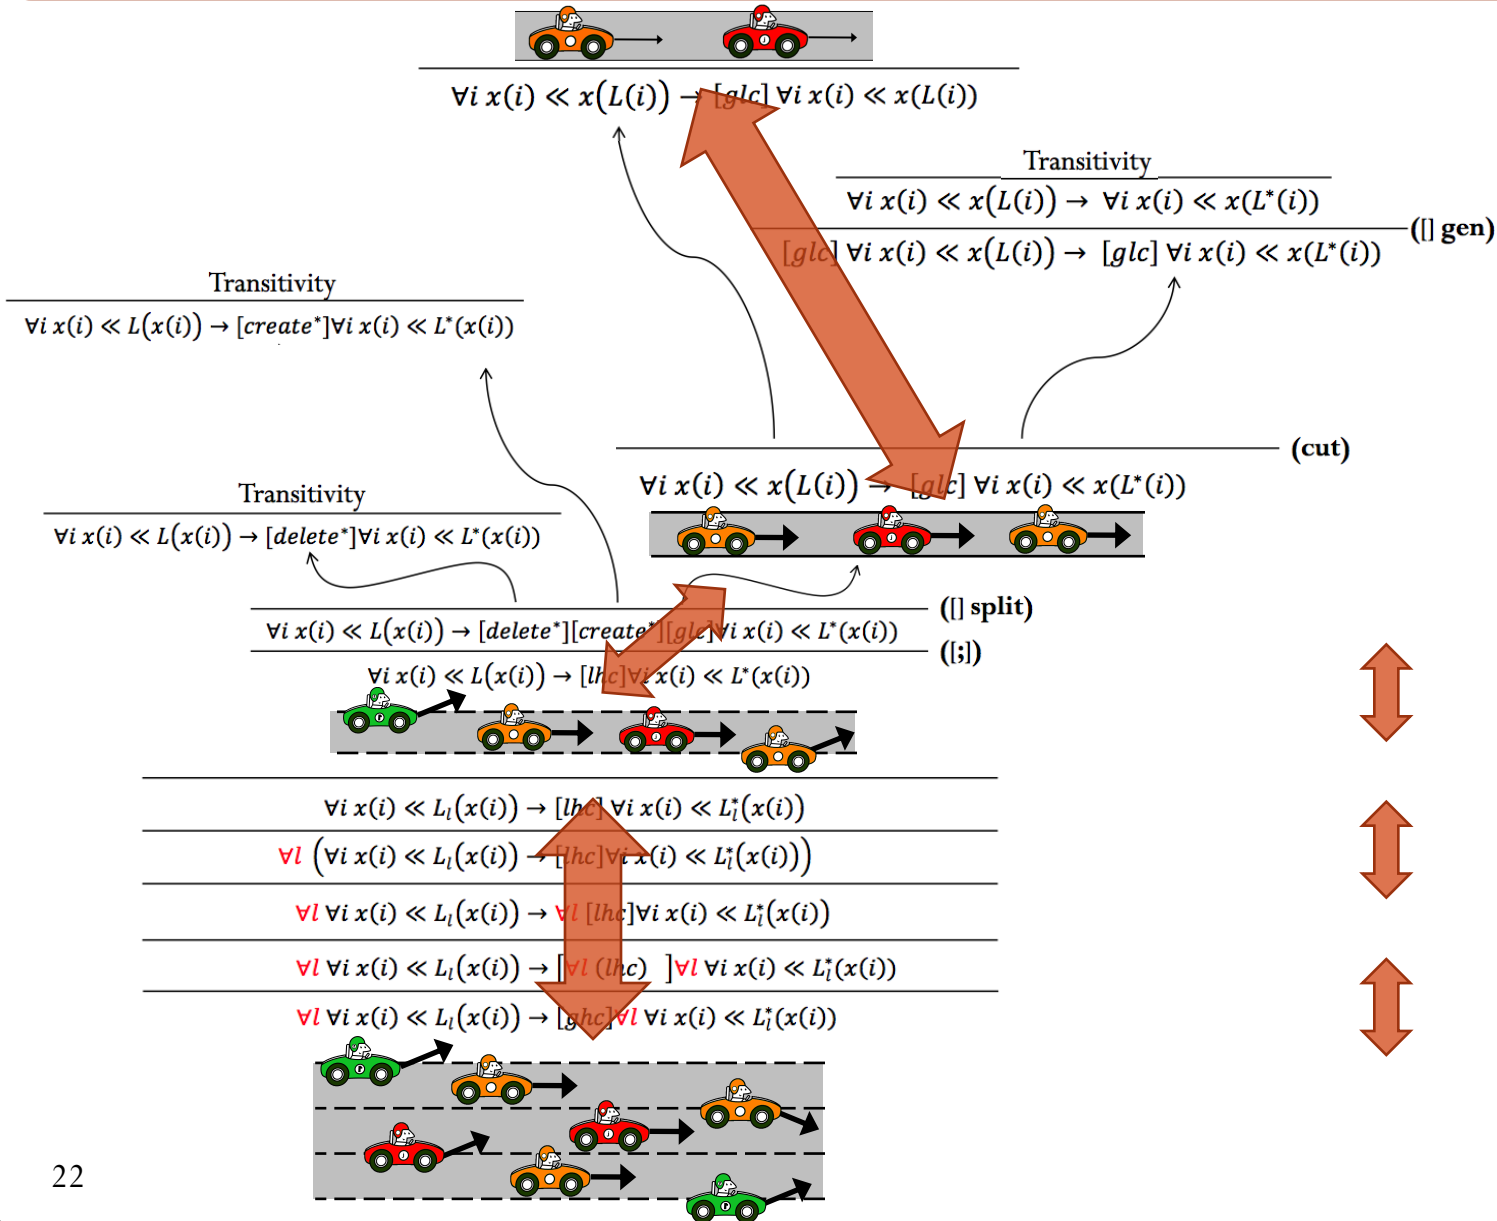 ∀i x(i) ≪ x(L(i)) → [glc] ∀i x(i) ≪ x(L(i))
Transitivity
∀i x(i) ≪ x(L(i)) → ∀i x(i) ≪ x(L*(i))
([] gen)
[glc] ∀i x(i) ≪ x(L(i)) → [glc] ∀i x(i) ≪ x(L*(i))
Transitivity
∀i x(i) ≪ L(x(i)) → [create*]∀i x(i) ≪ L*(x(i))
(cut)
∀i x(i) ≪ x(L(i)) → [glc] ∀i x(i) ≪ x(L*(i))
Transitivity
∀i x(i) ≪ L(x(i)) → [delete*]∀i x(i) ≪ L*(x(i))
([] split)
∀i x(i) ≪ L(x(i)) → [delete*][create*][glc]∀i x(i) ≪ L*(x(i))
([;])
∀i x(i) ≪ L(x(i)) → [lhc]∀i x(i) ≪ L*(x(i))
∀i x(i) ≪ Lₗ(x(i)) → [lhc] ∀i x(i) ≪ Lₗ*(x(i))
∀l (∀i x(i) ≪ Lₗ(x(i)) → [lhc]∀i x(i) ≪ Lₗ*(x(i)))
∀l ∀i x(i) ≪ Lₗ(x(i)) → ∀l [lhc]∀i x(i) ≪ Lₗ*(x(i))
∀l ∀i x(i) ≪ Lₗ(x(i)) → [∀l (lhc) ]∀l ∀i x(i) ≪ Lₗ*(x(i))
∀l ∀i x(i) ≪ Lₗ(x(i)) → [ghc]∀l ∀i x(i) ≪ Lₗ*(x(i))
22